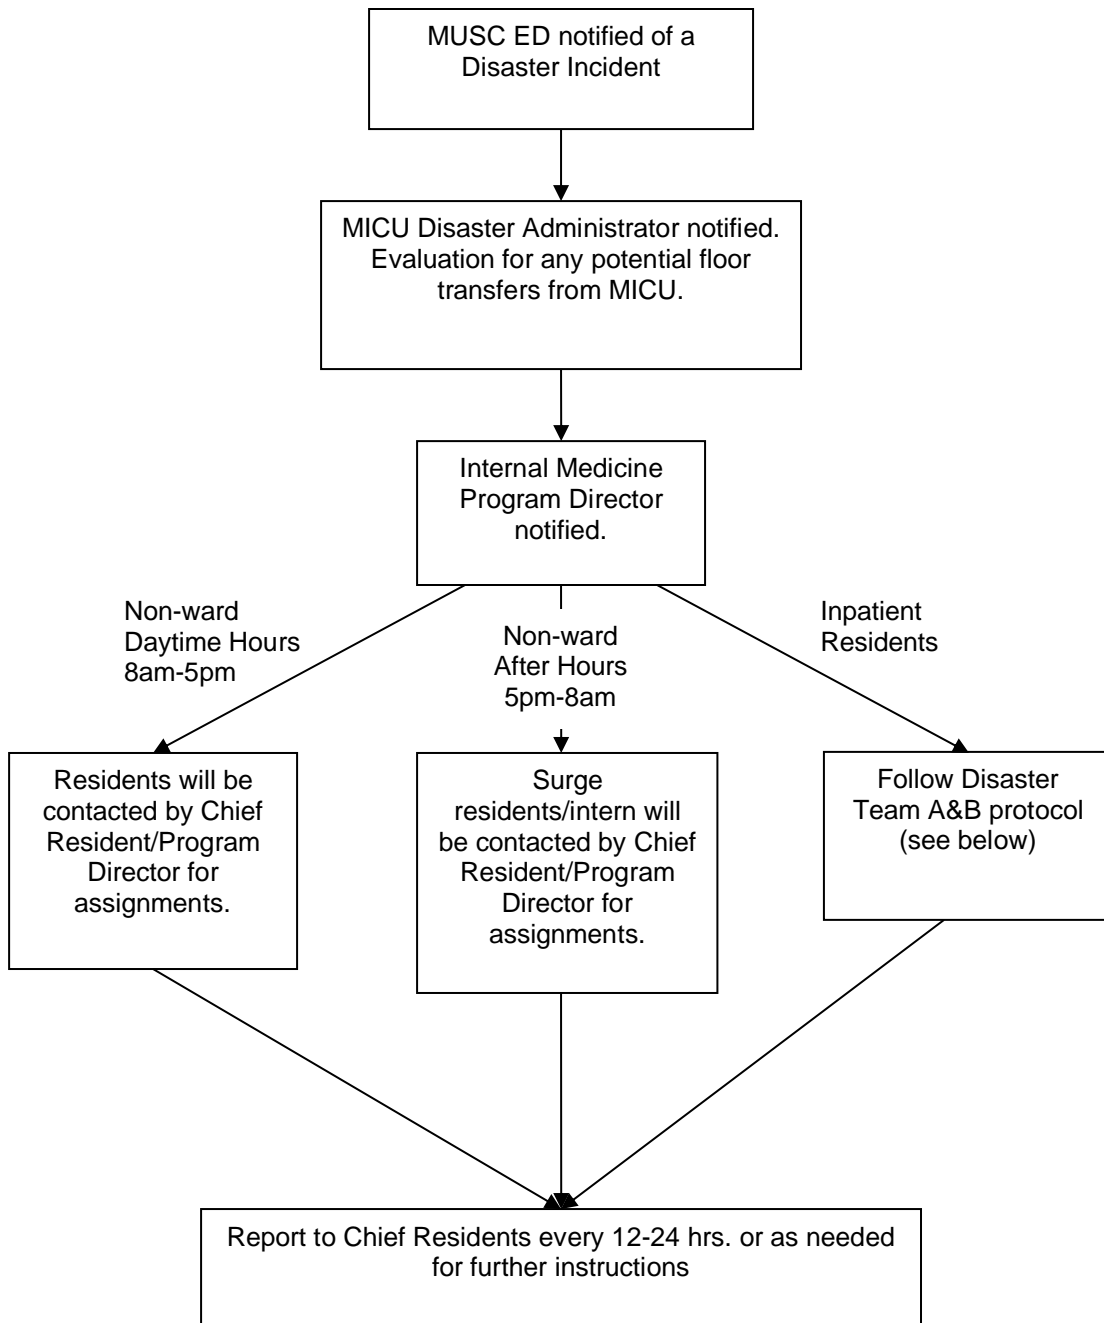 MUSC ED notified of a
Disaster Incident
MICU Disaster Administrator notified.
Evaluation for any potential floor
transfers from MICU.
Internal Medicine
Program Director
notified.
Non-ward
Daytime Hours
8am-5pm
Non-ward
After Hours
5pm-8am
Inpatient
Residents
Residents will be
contacted by Chief
Resident/Program
Director for
assignments.
Surge
residents/intern will
be contacted by Chief
Resident/Program
Director for
assignments.
Follow Disaster
Team A&B protocol
(see below)
Report to Chief Residents every 12-24 hrs. or as needed
for further instructions